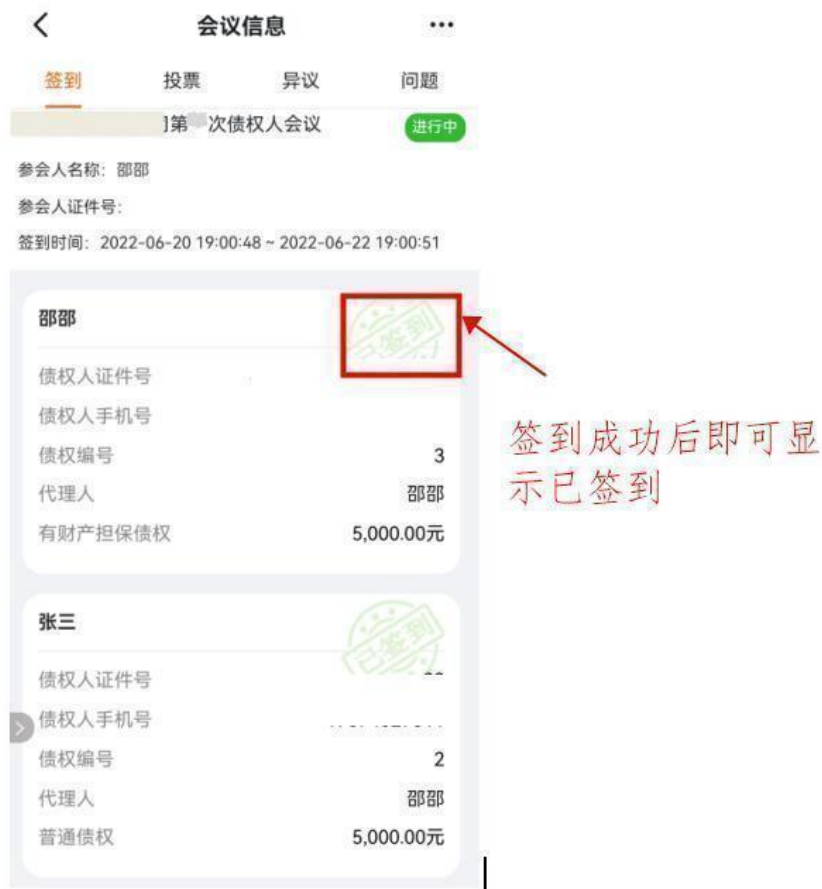 会议信息
签到 投票 异议 问题
第 次债权人会议 进行中
参会人名称: 邵邵
参会人证件号:
签到时间: 2022-06-20 19:00:48 ~ 2022-06-22 19:00:51
邵邵 已签到
债权人证件号
债权人手机号
债权编号 3
代理人 邵邵
有财产担保债权 5,000.00元
签到成功后即可显
示已签到
张三 已签到
债权人证件号
债权人手机号
债权编号 2
代理人 邵邵
普通债权 5,000.00元